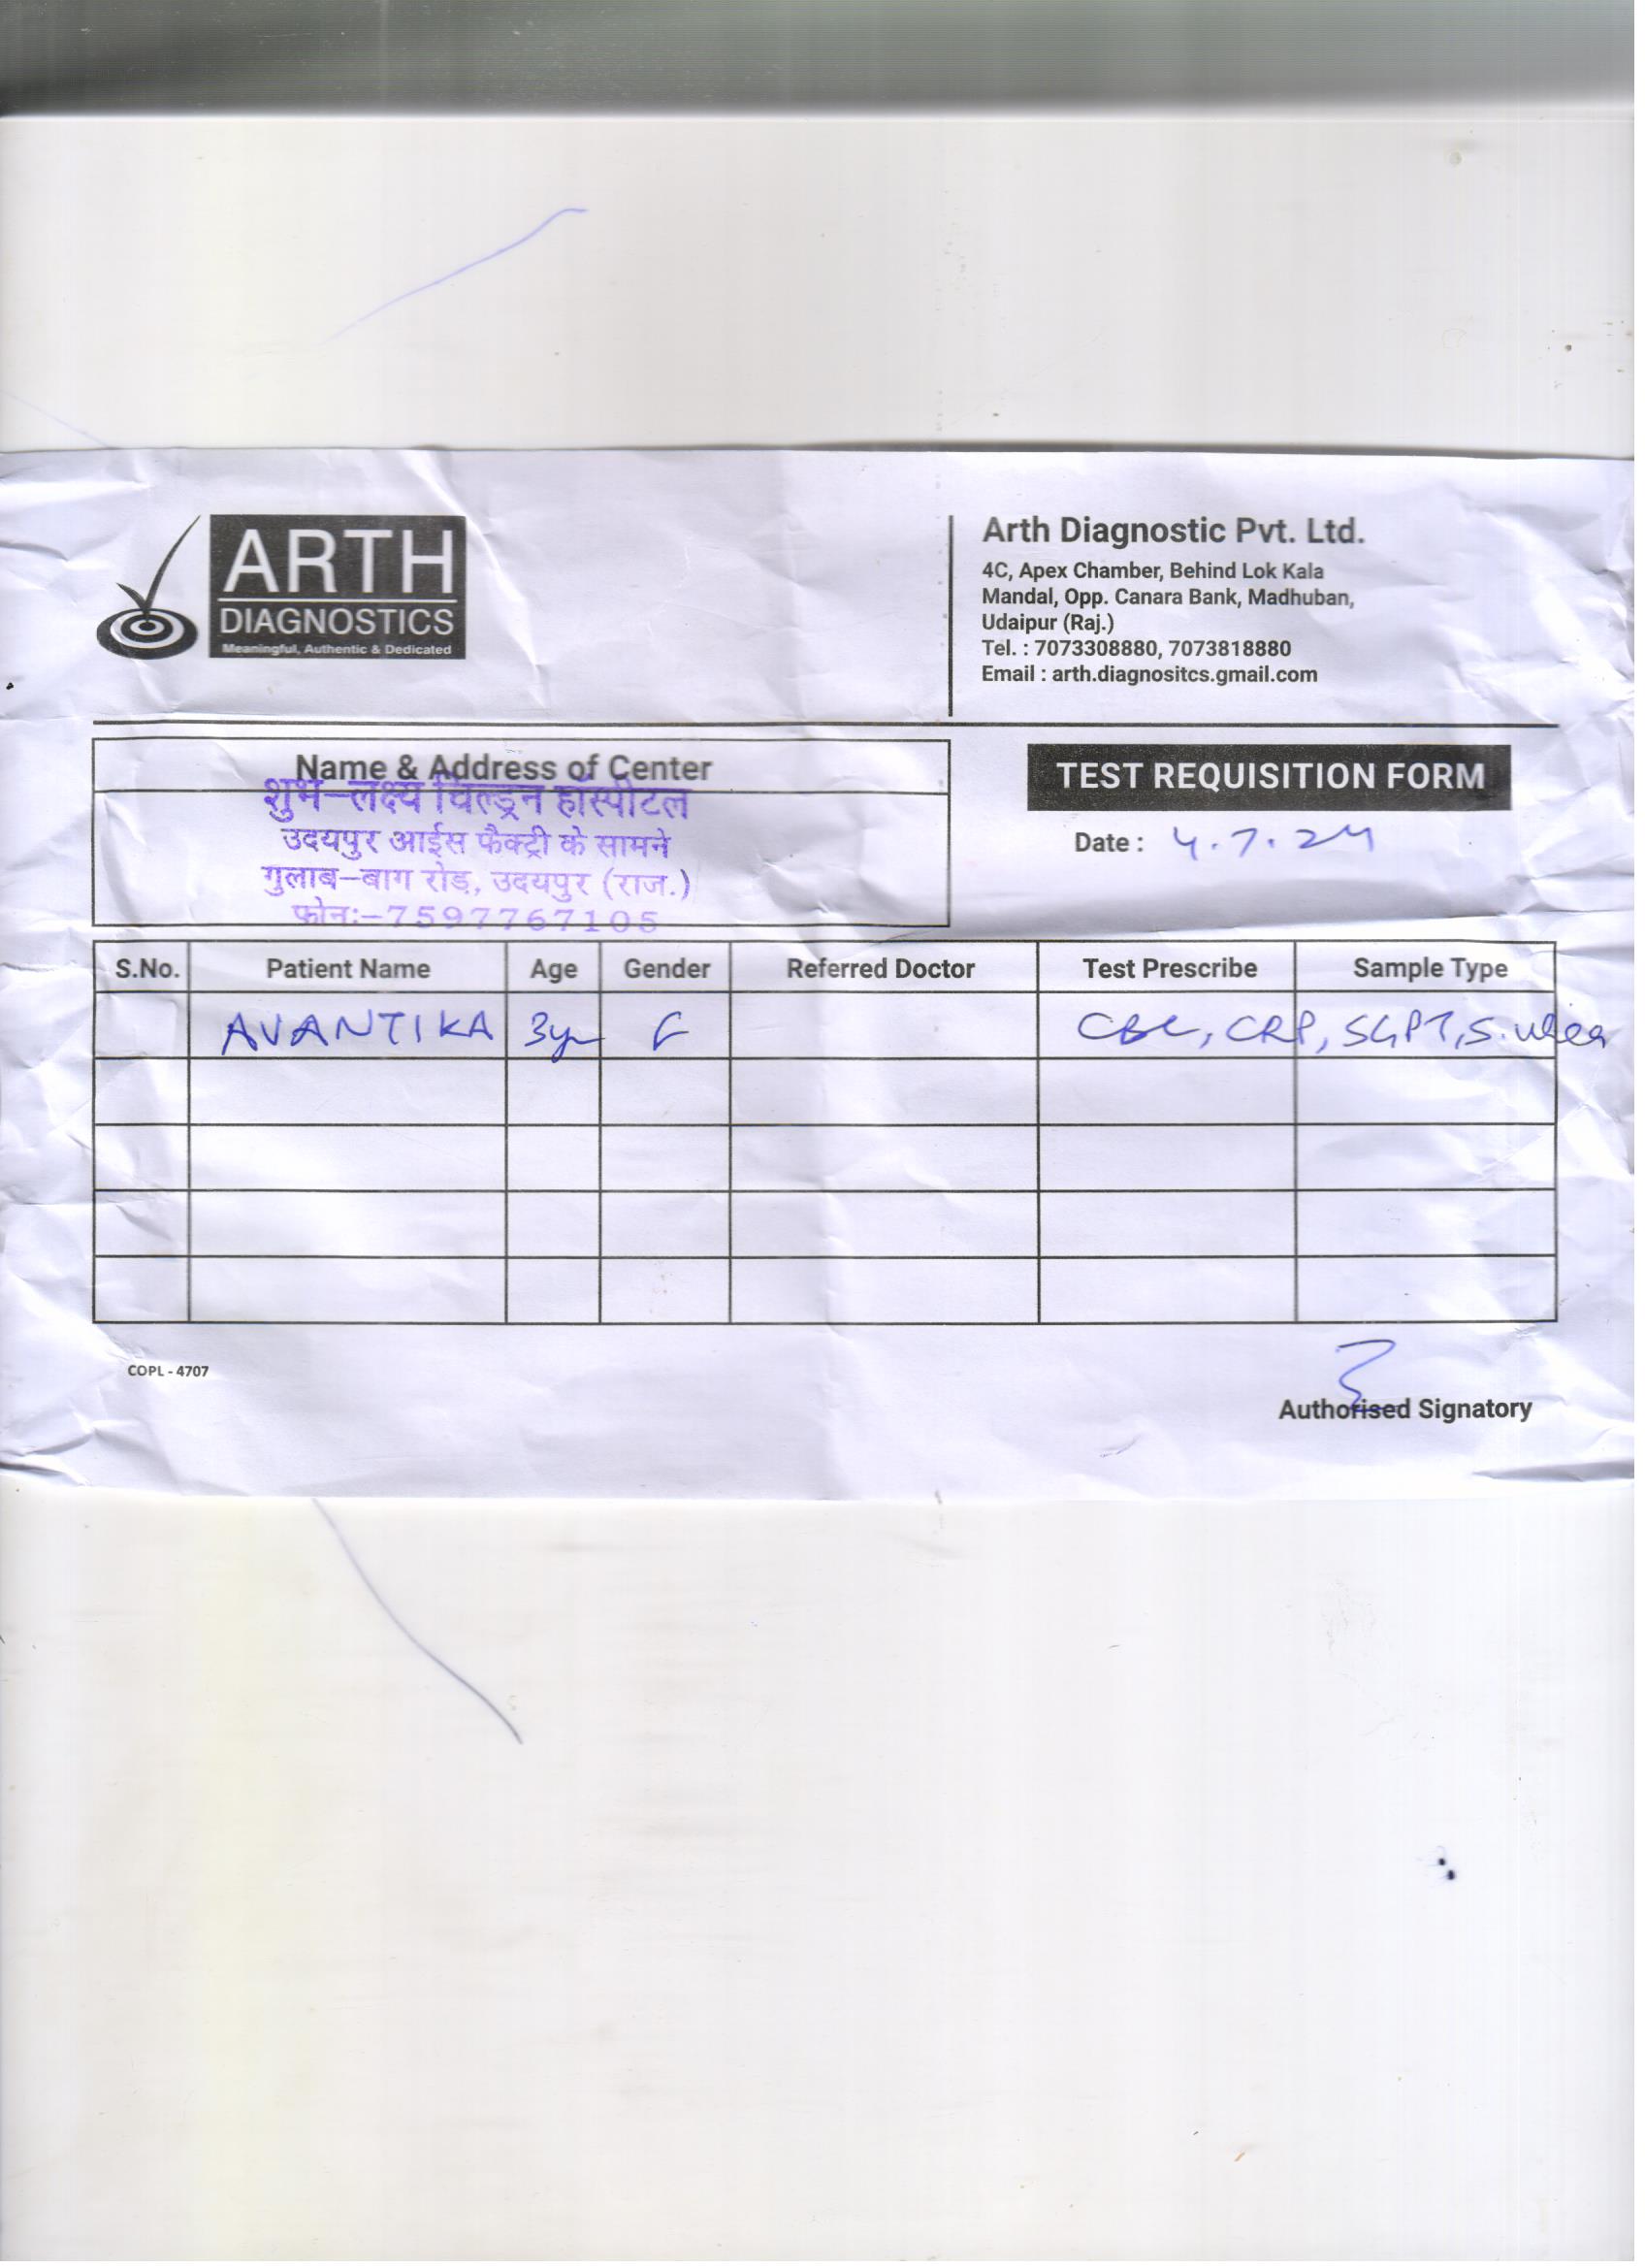 ARTH
DIAGNOSTICS
Meaningful, Authentic & Dedicated
Arth Diagnostic Pvt. Ltd.
4C, Apex Chamber, Behind Lok Kala
Mandal, Opp. Canara Bank, Madhuban,
Udaipur (Raj.)
Tel. : 7073308880, 7073818880
Email : arth.diagnositcs.gmail.com
Name & Address of Center
शुभ-लक्ष्य चिल्ड्रन हॉस्पीटल
उदयपुर आईस फैक्ट्री के सामने
गुलाब-बाग रोड़, उदयपुर (राज.)
फोनः-7597767105
TEST REQUISITION FORM
Date : 4.7.24
S.No. Patient Name Age Gender Referred Doctor Test Prescribe Sample Type
AVANTIKA 3yr F CBC, CRP, SGPT, S. urea
COPL - 4707
Authorised Signatory